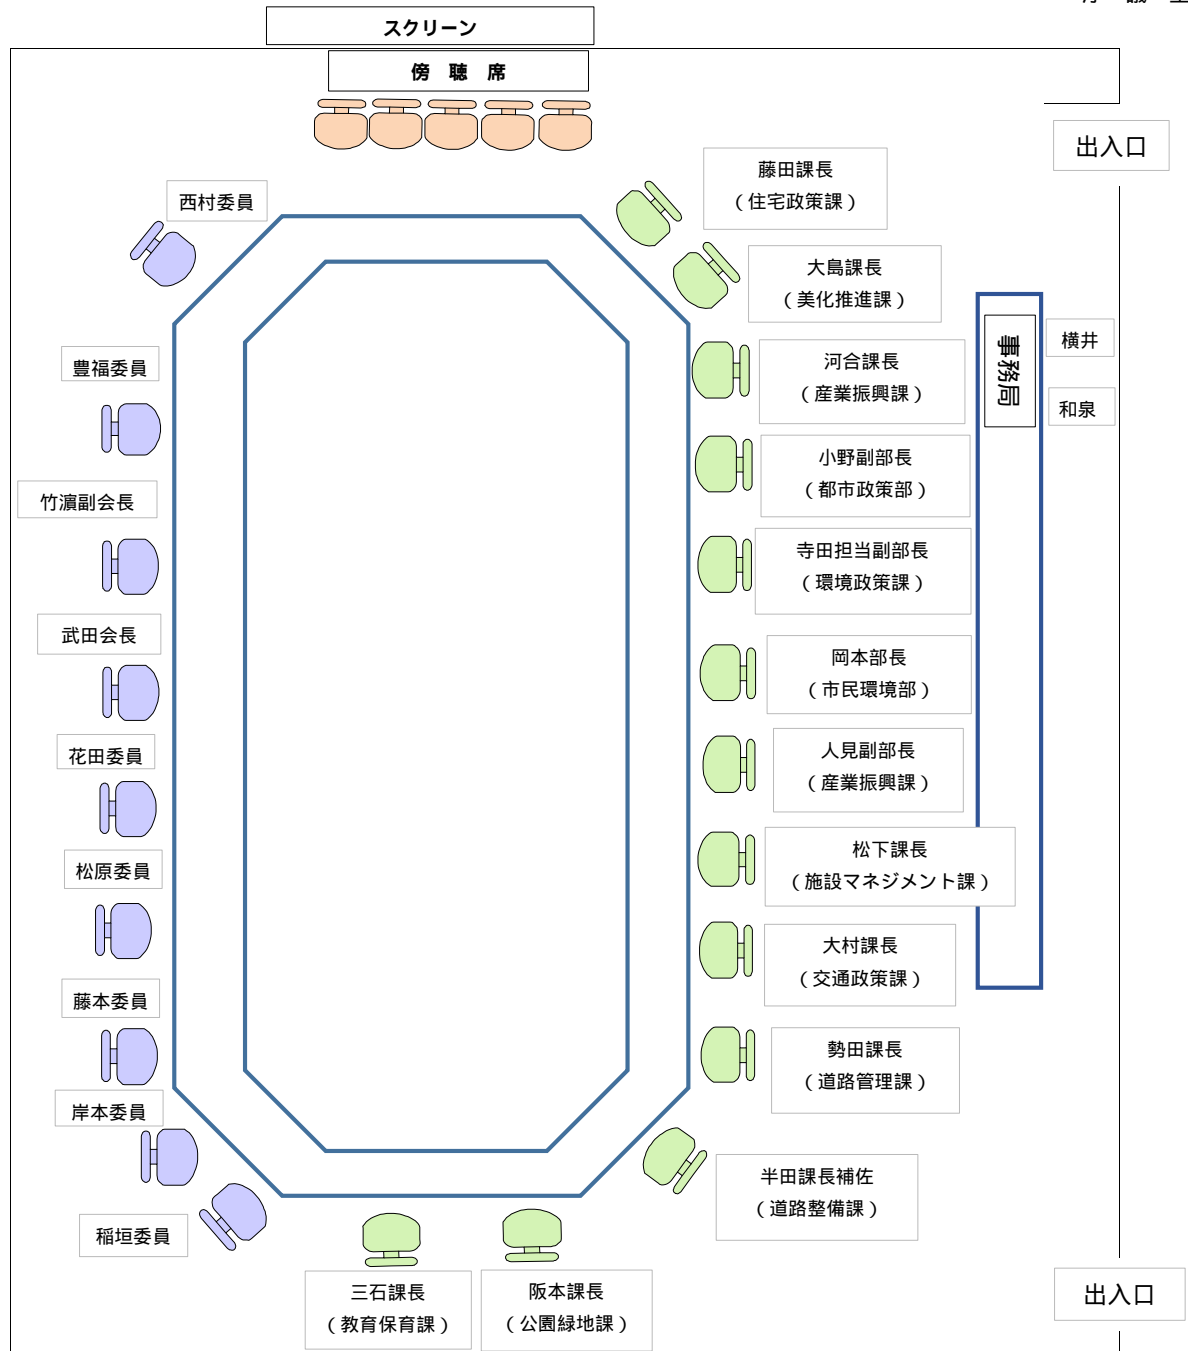 スクリーン
傍 聴 席
出入口
藤田課長
（住宅政策課）
西村委員
大島課長
（美化推進課）
事務局
横井
河合課長
（産業振興課）
豊福委員
和泉
小野副部長
（都市政策部）
竹濵副会長
寺田担当副部長
（環境政策課）
武田会長
岡本部長
（市民環境部）
花田委員
人見副部長
（産業振興課）
松原委員
松下課長
（施設マネジメント課）
大村課長
（交通政策課）
藤本委員
勢田課長
（道路管理課）
岸本委員
半田課長補佐
（道路整備課）
稲垣委員
三石課長
（教育保育課）
阪本課長
（公園緑地課）
出入口